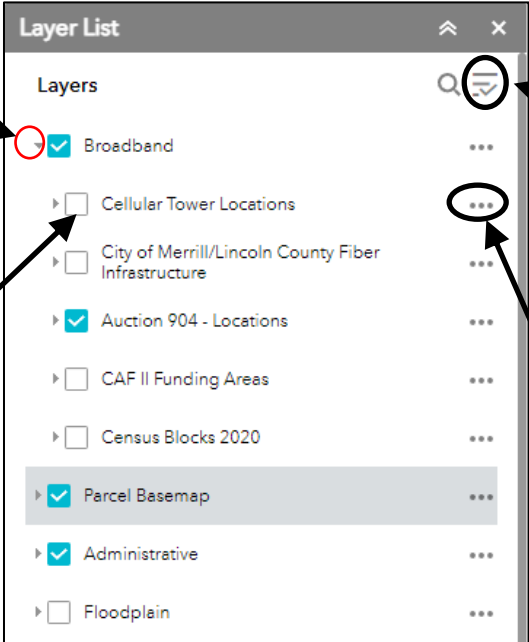 Layer List
Layers
Broadband
Cellular Tower Locations
City of Merrill/Lincoln County Fiber
Infrastructure
Auction 904 - Locations
CAF II Funding Areas
Census Blocks 2020
Parcel Basemap
Administrative
Floodplain